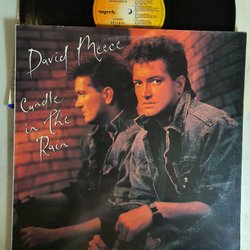 David Meece
Candle
in The
Rain